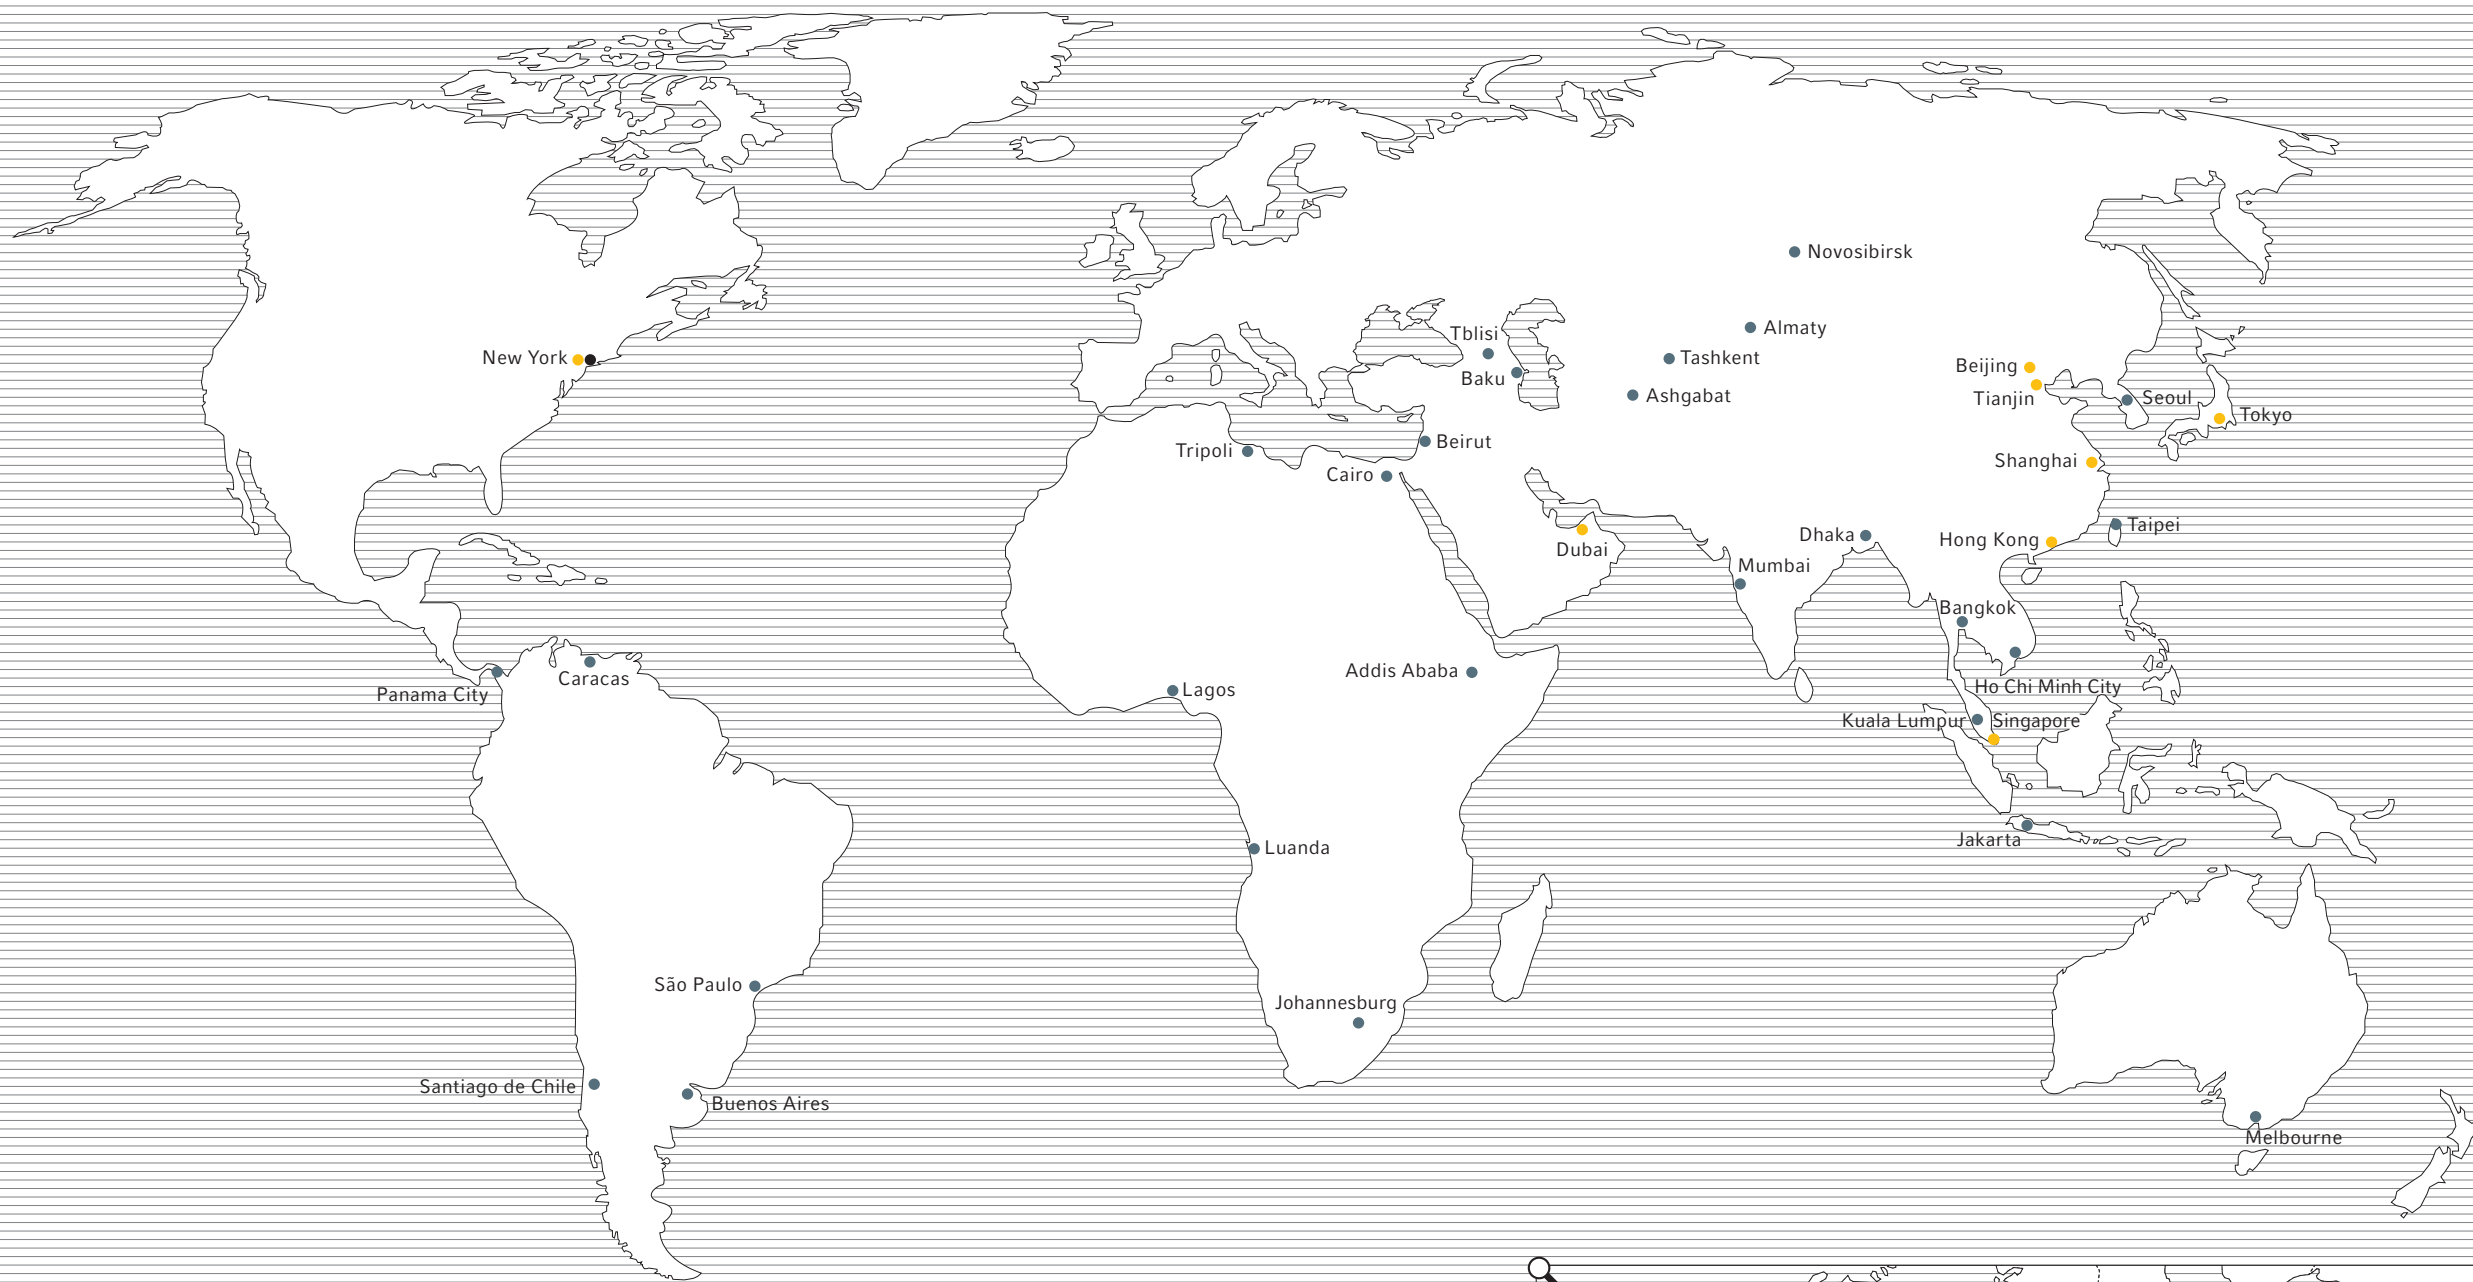 Novosibirsk
Almaty
Tblisi
New York
Tashkent
Beijing
Baku
Ashgabat
Tianjin
Seoul
Tokyo
Beirut
Tripoli
Shanghai
Cairo
Taipei
Dhaka
Hong Kong
Dubai
Mumbai
Bangkok
Addis Ababa
Caracas
Ho Chi Minh City
Lagos
Panama City
Kuala Lumpur
Singapore
Jakarta
Luanda
São Paulo
Johannesburg
Santiago de Chile
Buenos Aires
Melbourne